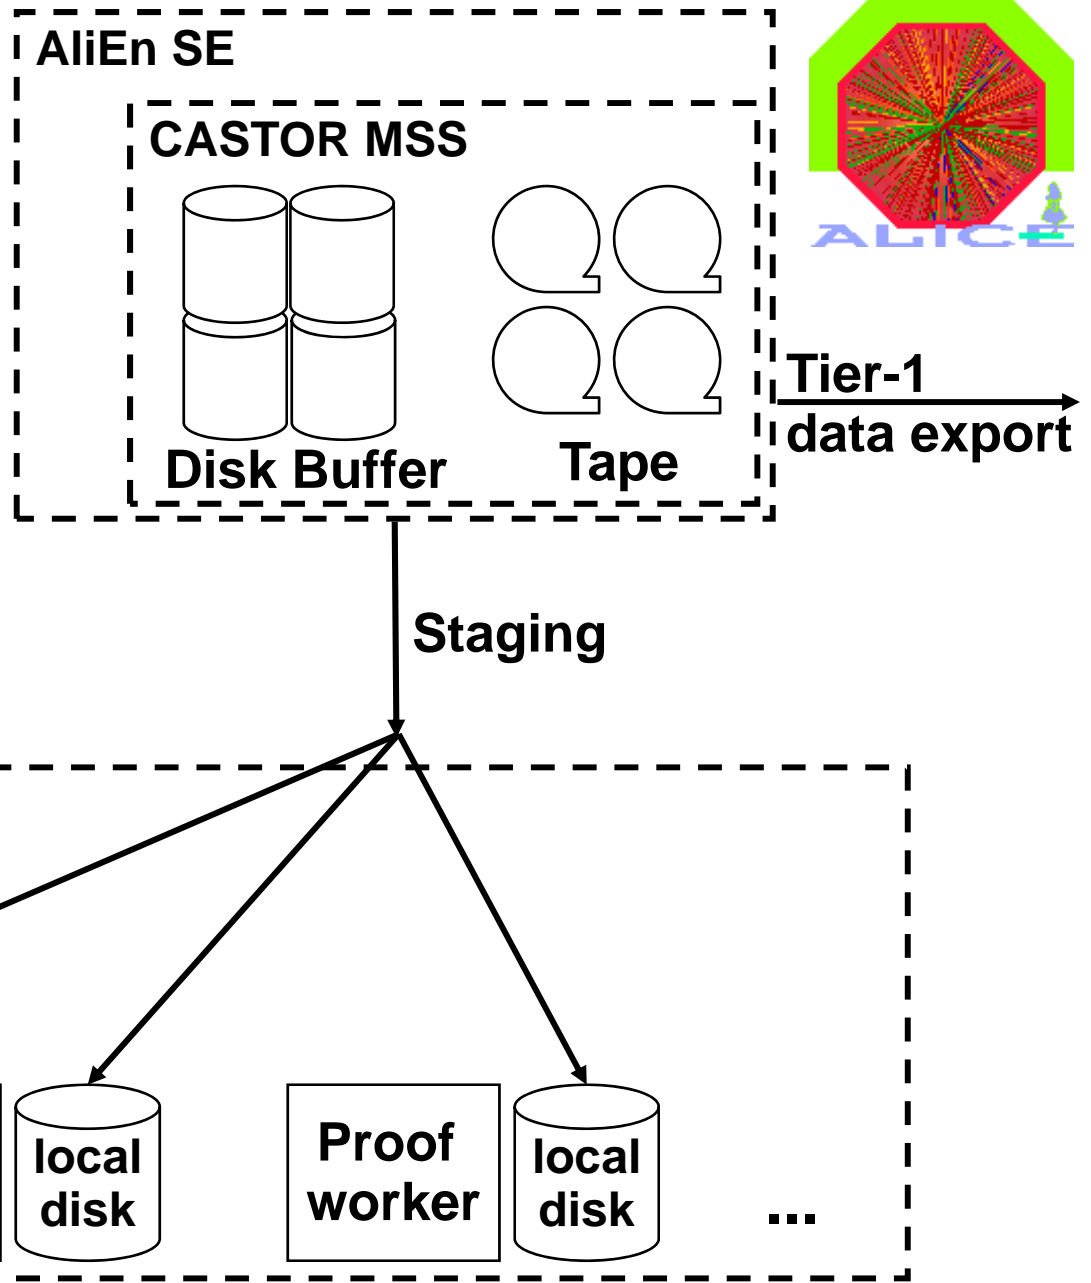 AliEn SE
CASTOR MSS
ALICE
Disk Buffer
Tape
Tier-1
data export
Staging
local
disk
Proof
worker
local
disk
...